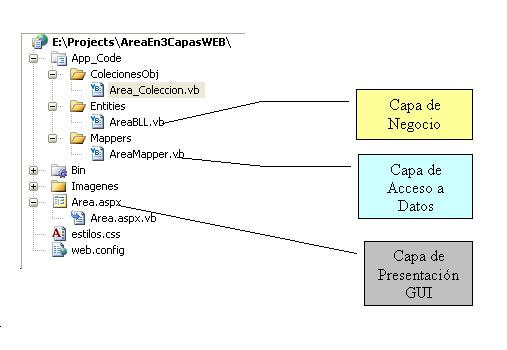 E:\Projects\AreaEn3CapasWEB\
App_Code
ColecionesObj
Area_Coleccion.vb
Entities
AreaBLL.vb
Mappers
AreaMapper.vb
Bin
Imagenes
Area.aspx
Area.aspx.vb
estilos.css
web.config
Capa de
Negocio
Capa de
Acceso a
Datos
Capa de
Presentación
GUI